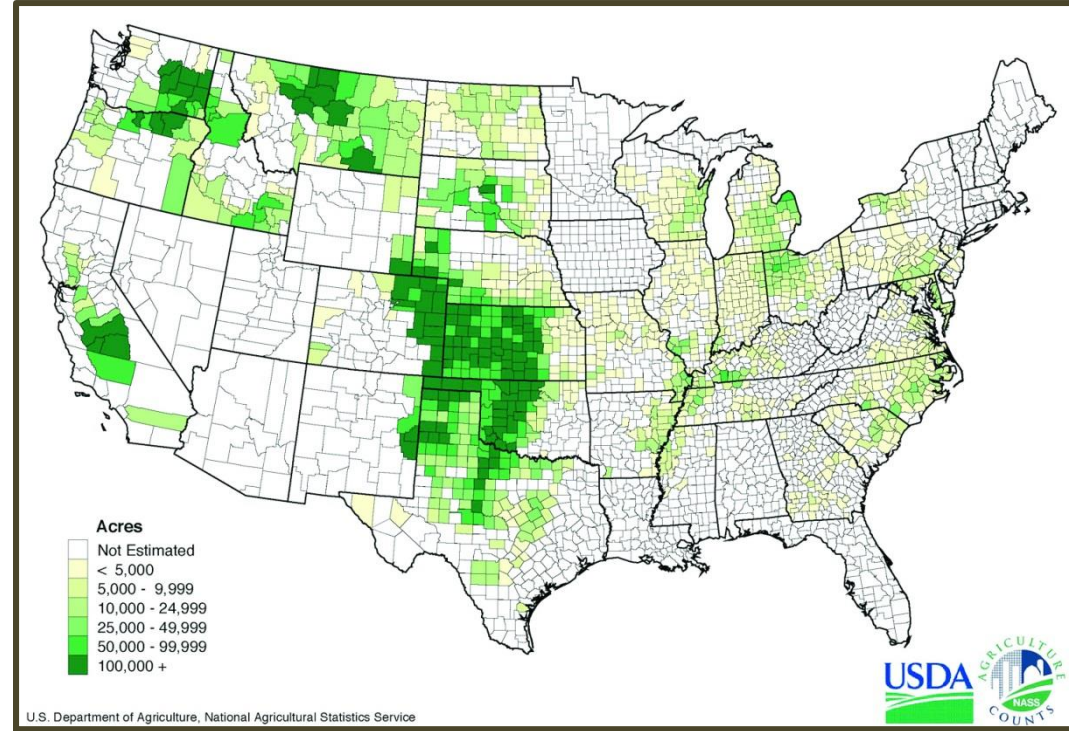 Acres
Not Estimated
< 5,000
5,000 - 9,999
10,000 - 24,999
25,000 - 49,999
50,000 - 99,999
100,000 +
U.S. Department of Agriculture, National Agricultural Statistics Service
USDA
AGRICULTURE
NASS
COUNTS